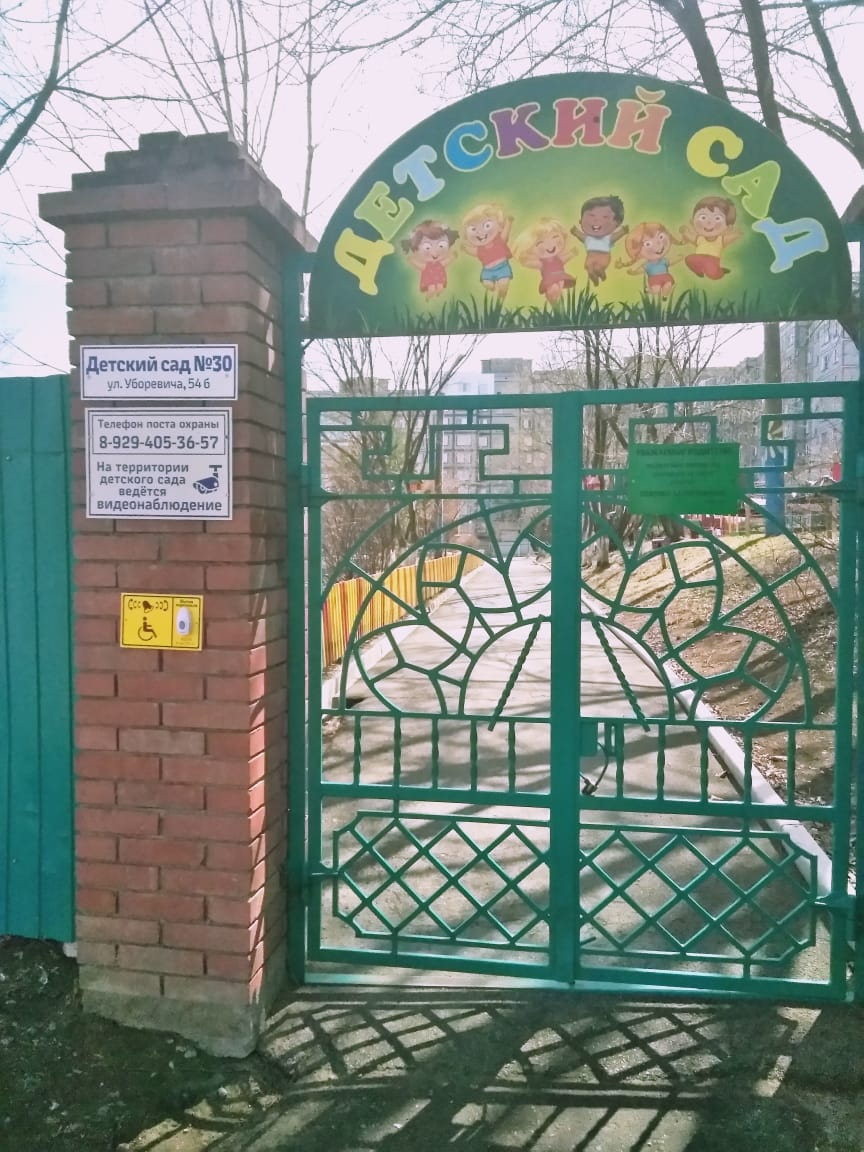 ДЕТСКИЙ САД
Детский сад №30
ул. Уборевича, 54 б
Телефон поста охраны
8-929-405-36-57
На территории
детского сада
ведётся
видеонаблюдение